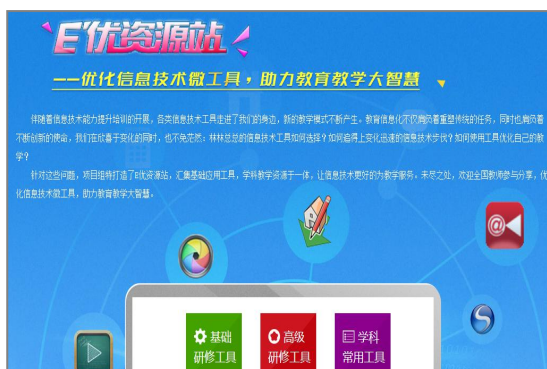 E优资源站
——优化信息技术微工具，助力教育教学大智慧
伴随着信息技术能力提升培训的开展，各类信息技术工具走进了我们的身边，新的教学模式不断产生。教育信息化不仅肩负着重塑传统的任务，同时也肩负着
不断创新的使命，我们在欣喜于变化的同时，也不免茫然：林林总总的信息技术工具如何选择？如何追得上变化迅速的信息技术步伐？如何使用工具优化自己的教
学？
针对这些问题，项目组特打造了E优资源站，汇集基础应用工具，学科教学资源于一体，让信息技术更好的为教学服务。未尽之处，欢迎全国教师参与分享，优
化信息技术微工具，助力教育教学大智慧。
基础
研修工具
高级
研修工具
学科
常用工具